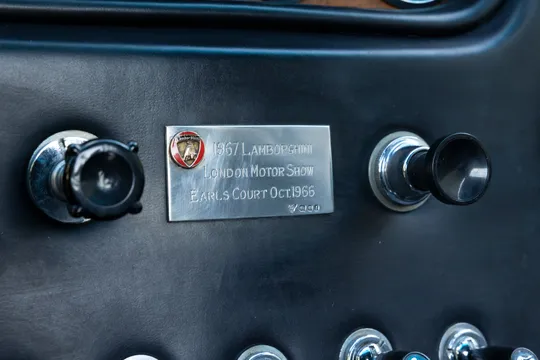 1967 LAMBORGHINI
LONDON MOTOR SHOW
EARLS COURT OCT.1966